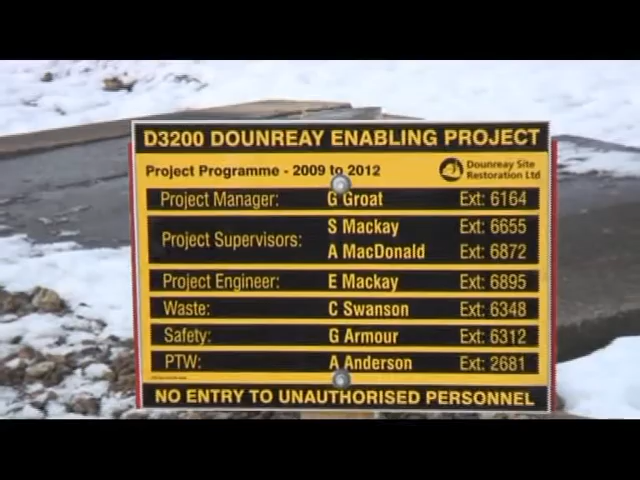 D3200 DOUNREAY ENABLING PROJECT
Project Programme - 2009 to 2012
Dounreay Site
Restoration Ltd
Project Manager: G Groat Ext: 6164
Project Supervisors: S Mackay Ext: 6655
A MacDonald Ext: 6872
Project Engineer: E Mackay Ext: 6895
Waste: C Swanson Ext: 6348
Safety: G Armour Ext: 6312
PTW: A Anderson Ext: 2681
NO ENTRY TO UNAUTHORISED PERSONNEL